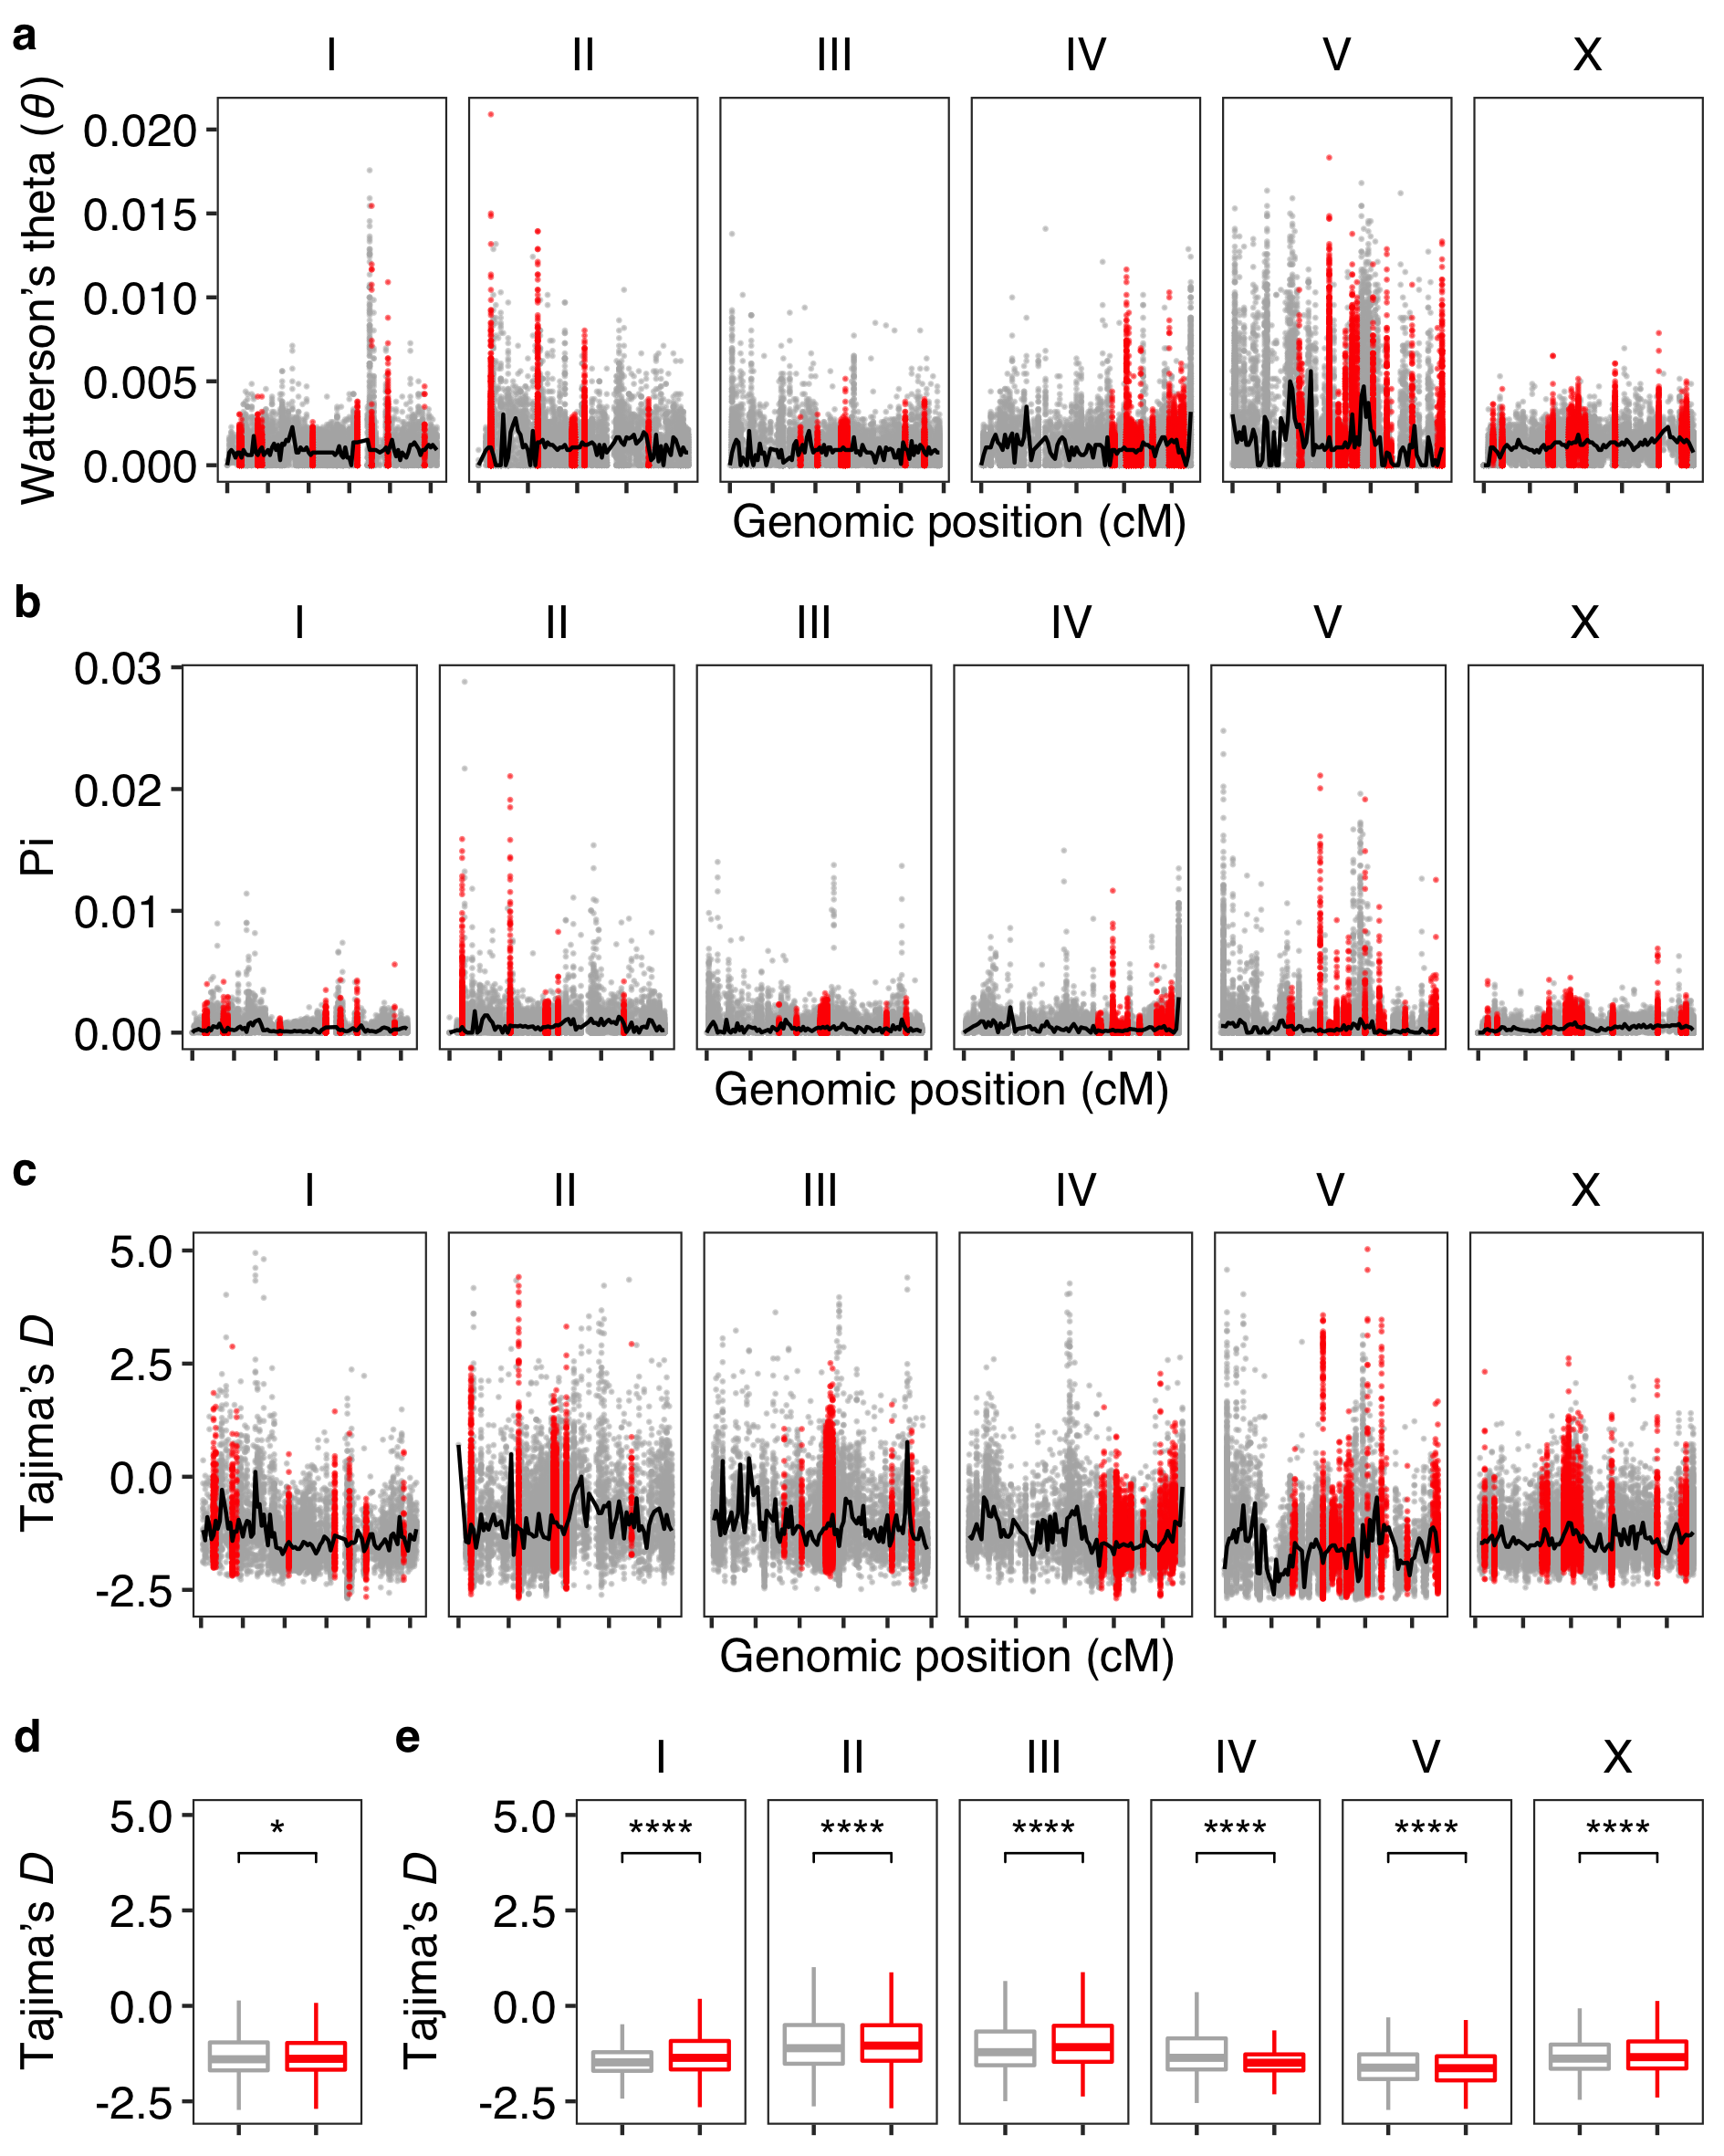 a
I II III IV V X
Watterson's theta (θ)
0.020
0.015
0.010
0.005
0.000
Genomic position (cM)
b
I II III IV V X
Pi
0.03
0.02
0.01
0.00
Genomic position (cM)
c
I II III IV V X
Tajima's D
5.0
2.5
0.0
-2.5
Genomic position (cM)
d
Tajima's D
5.0
2.5
0.0
-2.5
*
e
I II III IV V X
Tajima's D
5.0
2.5
0.0
-2.5
**** **** **** **** **** ****